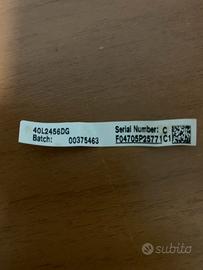 40L2456DG
Batch: 00375463
Serial Number: C
F04705P25771C1
subito